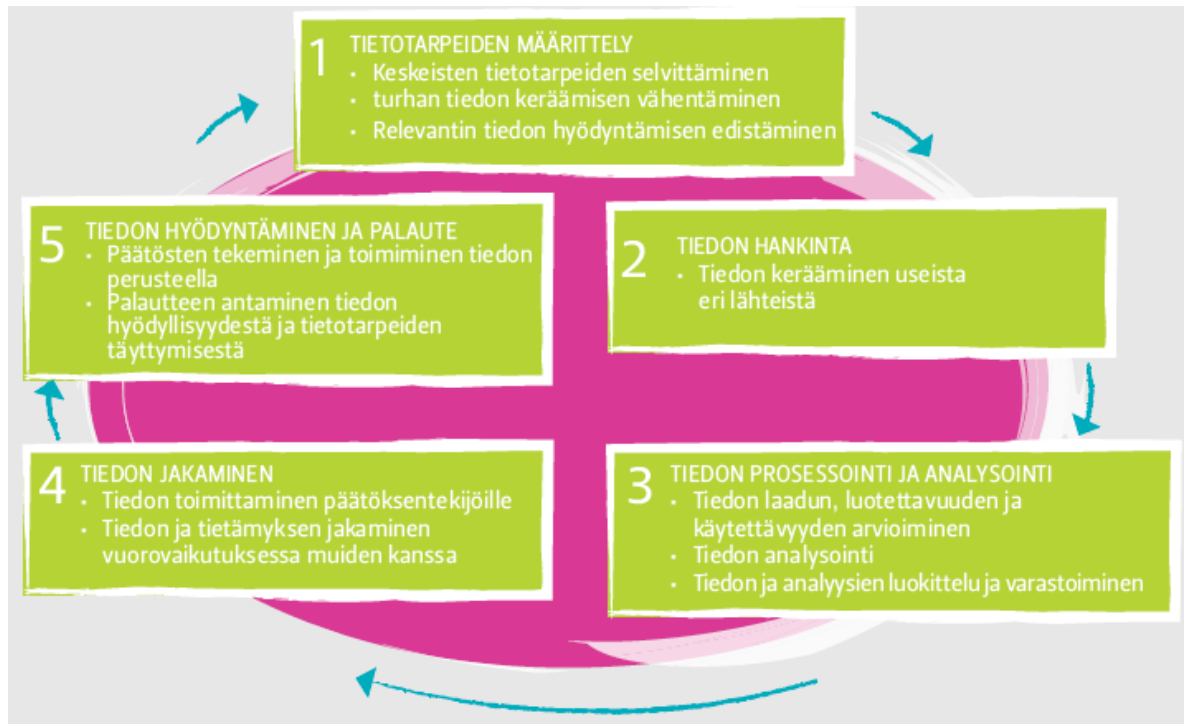 1
TIETOTARPEIDEN MÄÄRITTELY
• Keskeisten tietotarpeiden selvittäminen
• turhan tiedon keräämisen vähentäminen
• Relevantin tiedon hyödyntämisen edistäminen
2
TIEDON HANKINTA
• Tiedon kerääminen useista
eri lähteistä
3
TIEDON PROSESSOINTI JA ANALYSOINTI
• Tiedon laadun, luotettavuuden ja
käytettävyyden arvioiminen
• Tiedon analysointi
• Tiedon ja analyysien luokittelu ja varastoiminen
4
TIEDON JAKAMINEN
• Tiedon toimittaminen päätöksentekijöille
• Tiedon ja tietämyksen jakaminen
vuorovaikutuksessa muiden kanssa
5
TIEDON HYÖDYNTÄMINEN JA PALAUTE
• Päätösten tekeminen ja toimiminen tiedon
perusteella
• Palautteen antaminen tiedon
hyödyllisyydestä ja tietotarpeiden
täyttymisestä